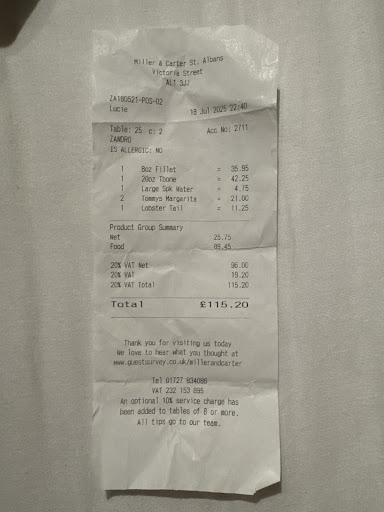 Miller & Carter St. Albans
Victoria Street
AL1 3JJ
ZA180521-POS-02
Lucie 18 Jul 2025 22:40
Table: 25 c: 2 Acc No: 2711
ZANDRO
IS ALLERGIC: NO
1 8oz Fillet = 35.95
1 20oz Tbone = 42.25
1 Large Spk Water = 4.75
2 Tommys Margarita = 21.00
1 Lobster Tail = 11.25
Product Group Summary
Wet 25.75
Food 89.45
20% VAT Net 96.00
20% VAT 19.20
20% VAT Total 115.20
Total £115.20
Thank you for visiting us today
We love to hear what you thought at
www.guestsurvey.co.uk/millerandcarter
Tel 01727 834086
VAT 232 153 895
An optional 10% service charge has
been added to tables of 8 or more.
All tips go to our team.